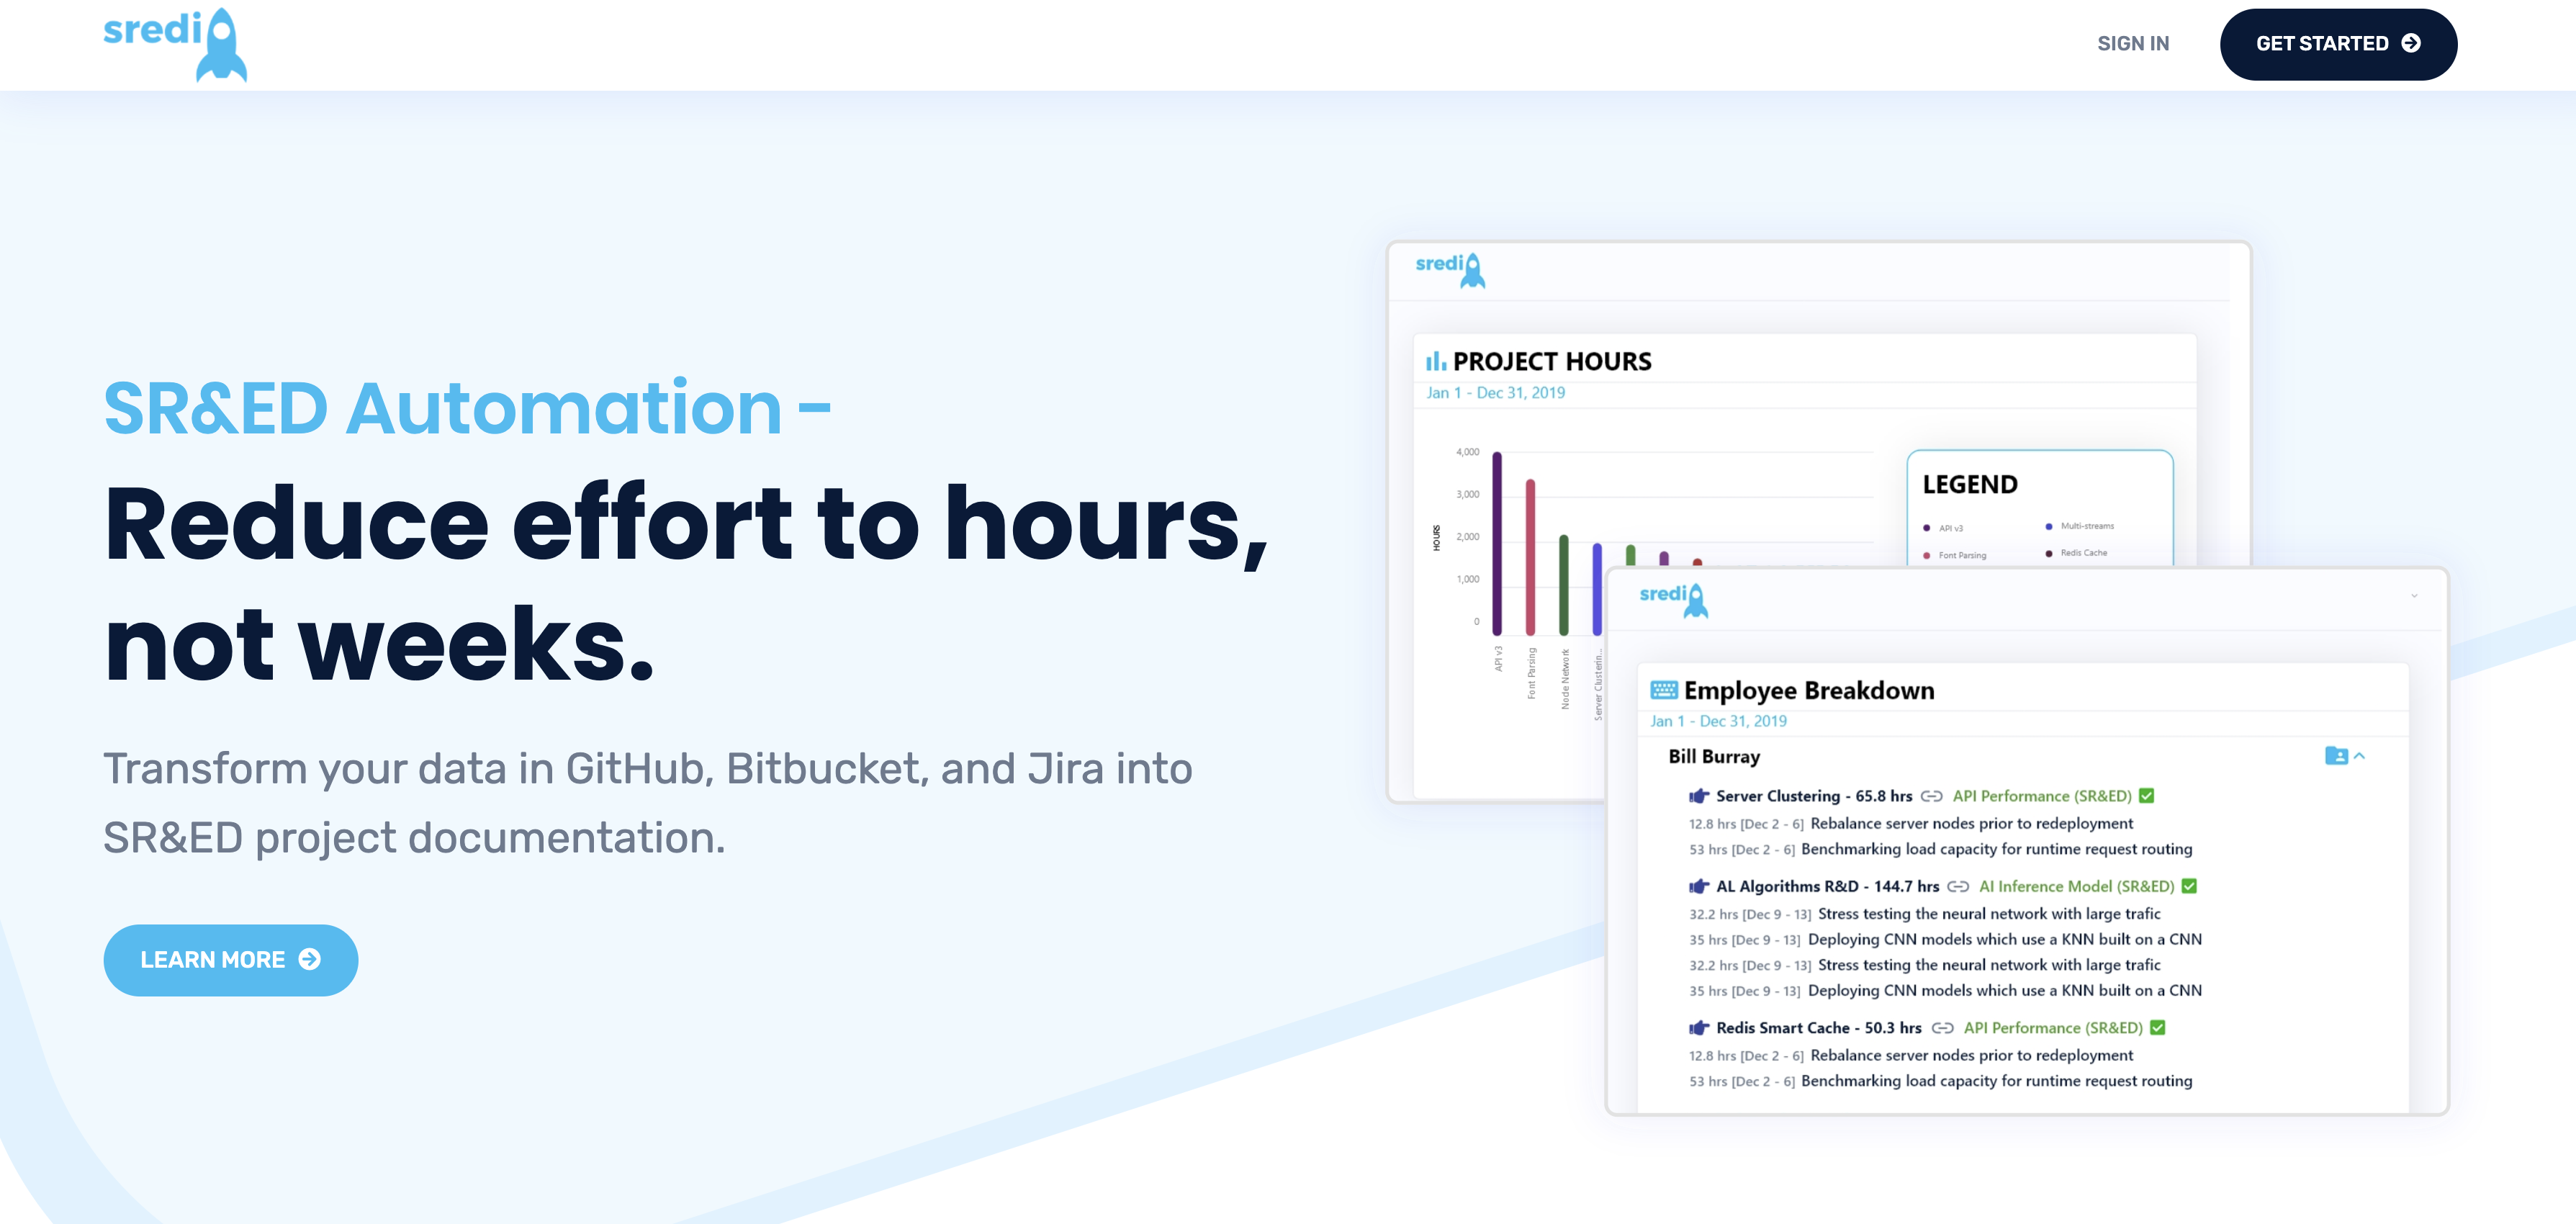 sredi
SIGN IN
GET STARTED
SR&ED Automation -
Reduce effort to hours,
not weeks.
Transform your data in GitHub, Bitbucket, and Jira into
SR&ED project documentation.
LEARN MORE
sredi
PROJECT HOURS
Jan 1 - Dec 31, 2019
HOURS
4,000
3,000
2,000
1,000
0
API v3
Font Parsing
Node Network
Server Clusterin...
LEGEND
API v3
Multi-streams
Font Parsing
Redis Cache
sredi
Employee Breakdown
Jan 1 - Dec 31, 2019
Bill Burray
Server Clustering - 65.8 hrs API Performance (SR&ED)
12.8 hrs [Dec 2 - 6] Rebalance server nodes prior to redeployment
53 hrs [Dec 2 - 6] Benchmarking load capacity for runtime request routing
AL Algorithms R&D - 144.7 hrs AI Inference Model (SR&ED)
32.2 hrs [Dec 9 - 13] Stress testing the neural network with large trafic
35 hrs [Dec 9 - 13] Deploying CNN models which use a KNN built on a CNN
32.2 hrs [Dec 9 - 13] Stress testing the neural network with large trafic
35 hrs [Dec 9 - 13] Deploying CNN models which use a KNN built on a CNN
Redis Smart Cache - 50.3 hrs API Performance (SR&ED)
12.8 hrs [Dec 2 - 6] Rebalance server nodes prior to redeployment
53 hrs [Dec 2 - 6] Benchmarking load capacity for runtime request routing